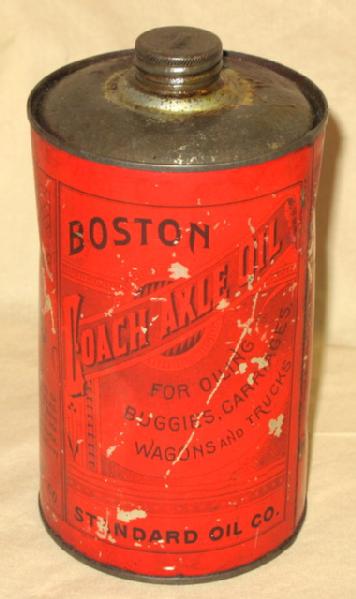 BOSTON
COACH AXLE OIL
FOR OILING
BUGGIES, CARRIAGES,
WAGONS AND TRUCKS
STANDARD OIL CO.